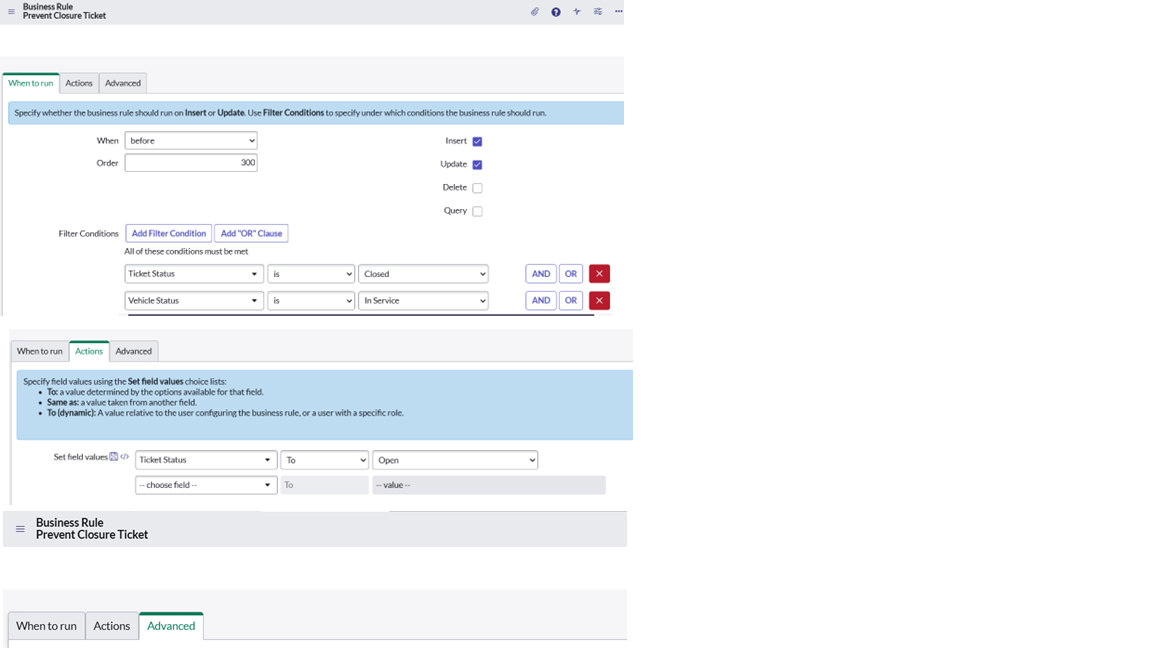 Business Rule
Prevent Closure Ticket
When to run Actions Advanced
Specify whether the business rule should run on Insert or Update. Use Filter Conditions to specify under which conditions the business rule should run.
When before Insert
Order 300 Update
Delete
Query
Filter Conditions Add Filter Condition Add "OR" Clause
All of these conditions must be met
Ticket Status is Closed AND OR
Vehicle Status is In Service AND OR
When to run Actions Advanced
Specify field values using the Set field values choice lists:
• To: a value determined by the options available for that field.
• Same as: a value taken from another field.
• To (dynamic): A value relative to the user configuring the business rule, or a user with a specific role.
Set field values Ticket Status To Open
-- choose field -- To -- value --
Business Rule
Prevent Closure Ticket
When to run Actions Advanced